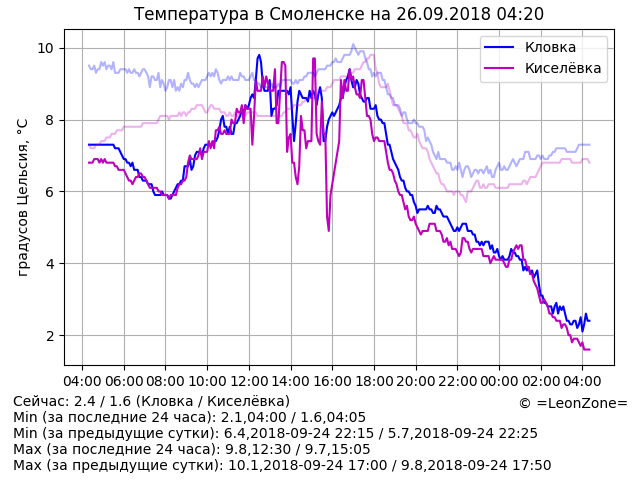 Температура в Смоленске на 26.09.2018 04:20
Кловка
Киселёвка
градусов Цельсия, °C
10
8
6
4
2
04:00 06:00 08:00 10:00 12:00 14:00 16:00 18:00 20:00 22:00 00:00 02:00 04:00
Сейчас: 2.4 / 1.6 (Кловка / Киселёвка)
© =LeonZone=
Min (за последние 24 часа): 2.1,04:00 / 1.6,04:05
Min (за предыдущие сутки): 6.4,2018-09-24 22:15 / 5.7,2018-09-24 22:25
Max (за последние 24 часа): 9.8,12:30 / 9.7,15:05
Max (за предыдущие сутки): 10.1,2018-09-24 17:00 / 9.8,2018-09-24 17:50